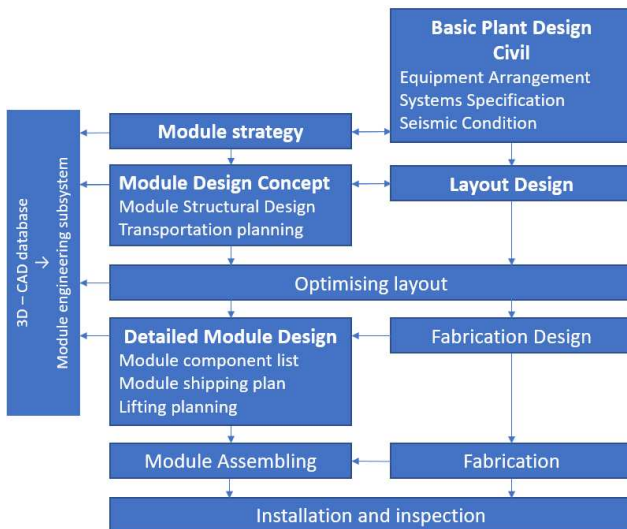 Basic Plant Design
Civil
Equipment Arrangement
Systems Specification
Seismic Condition
Module strategy
Module Design Concept
Module Structural Design
Transportation planning
Layout Design
3D – CAD database
→
Module engineering subsystem
Optimising layout
Detailed Module Design
Module component list
Module shipping plan
Lifting planning
Fabrication Design
Module Assembling
Fabrication
Installation and inspection